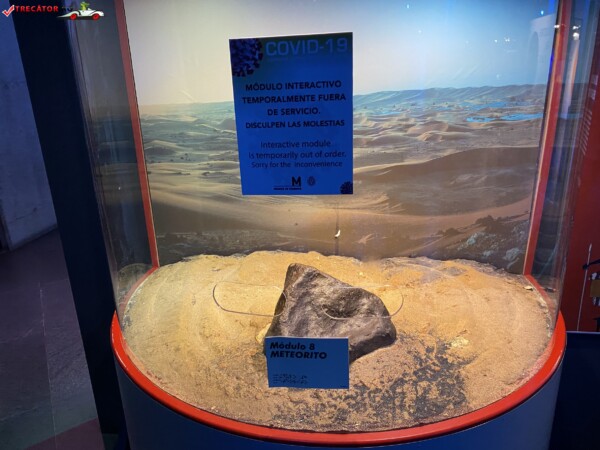 TRECĂTOR
COVID-19
MÓDULO INTERACTIVO
TEMPORALMENTE FUERA
DE SERVICIO.
DISCULPEN LAS MOLESTIAS
Interactive module
is temporarily out of order.
Sorry for the inconvenience
M
Módulo 8
METEORITO